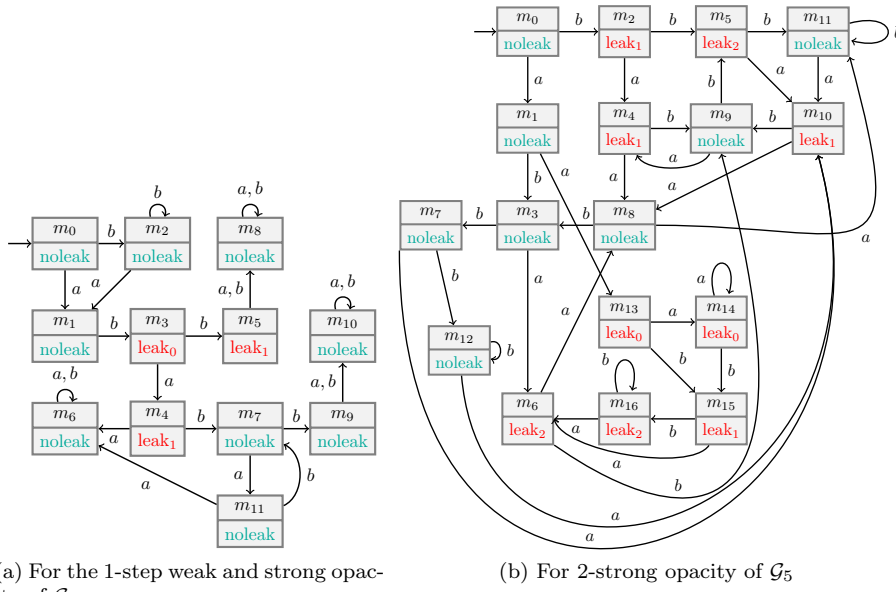 m0 noleak b m2 leak1 b m5 leak2 b m11 noleak b
a a a a
m1 noleak m4 leak1 b m9 noleak b m10 leak1
b a a b a a
m7 noleak b m3 noleak b m8 noleak a
b a a
m13 leak0 a m14 leak0 a
m12 noleak b b b
m6 leak2 a m16 leak2 b b m15 leak1
a b a a
m0 noleak b m2 noleak b m8 noleak a, b
a a a, b
m1 noleak b m3 leak0 b m5 leak1 m10 noleak a, b
a a, b
m6 noleak a, b a m4 leak1 b m7 noleak b m9 noleak
a a b
m11 noleak
(b) For 2-strong opacity of G5
For the 1-step weak and strong opac-